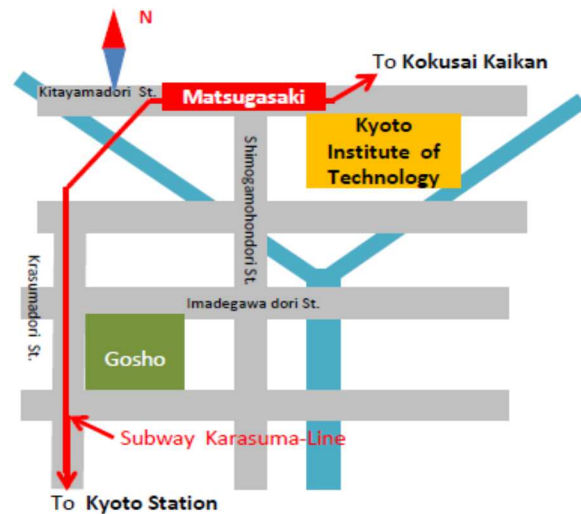 N
To Kokusai Kaikan
Kitayamadori St.
Matsugasaki
Kyoto
Institute of
Technology
Shimogamohondori St.
Krasumadori St.
Imadegawa dori St.
Gosho
Subway Karasuma-Line
To Kyoto Station